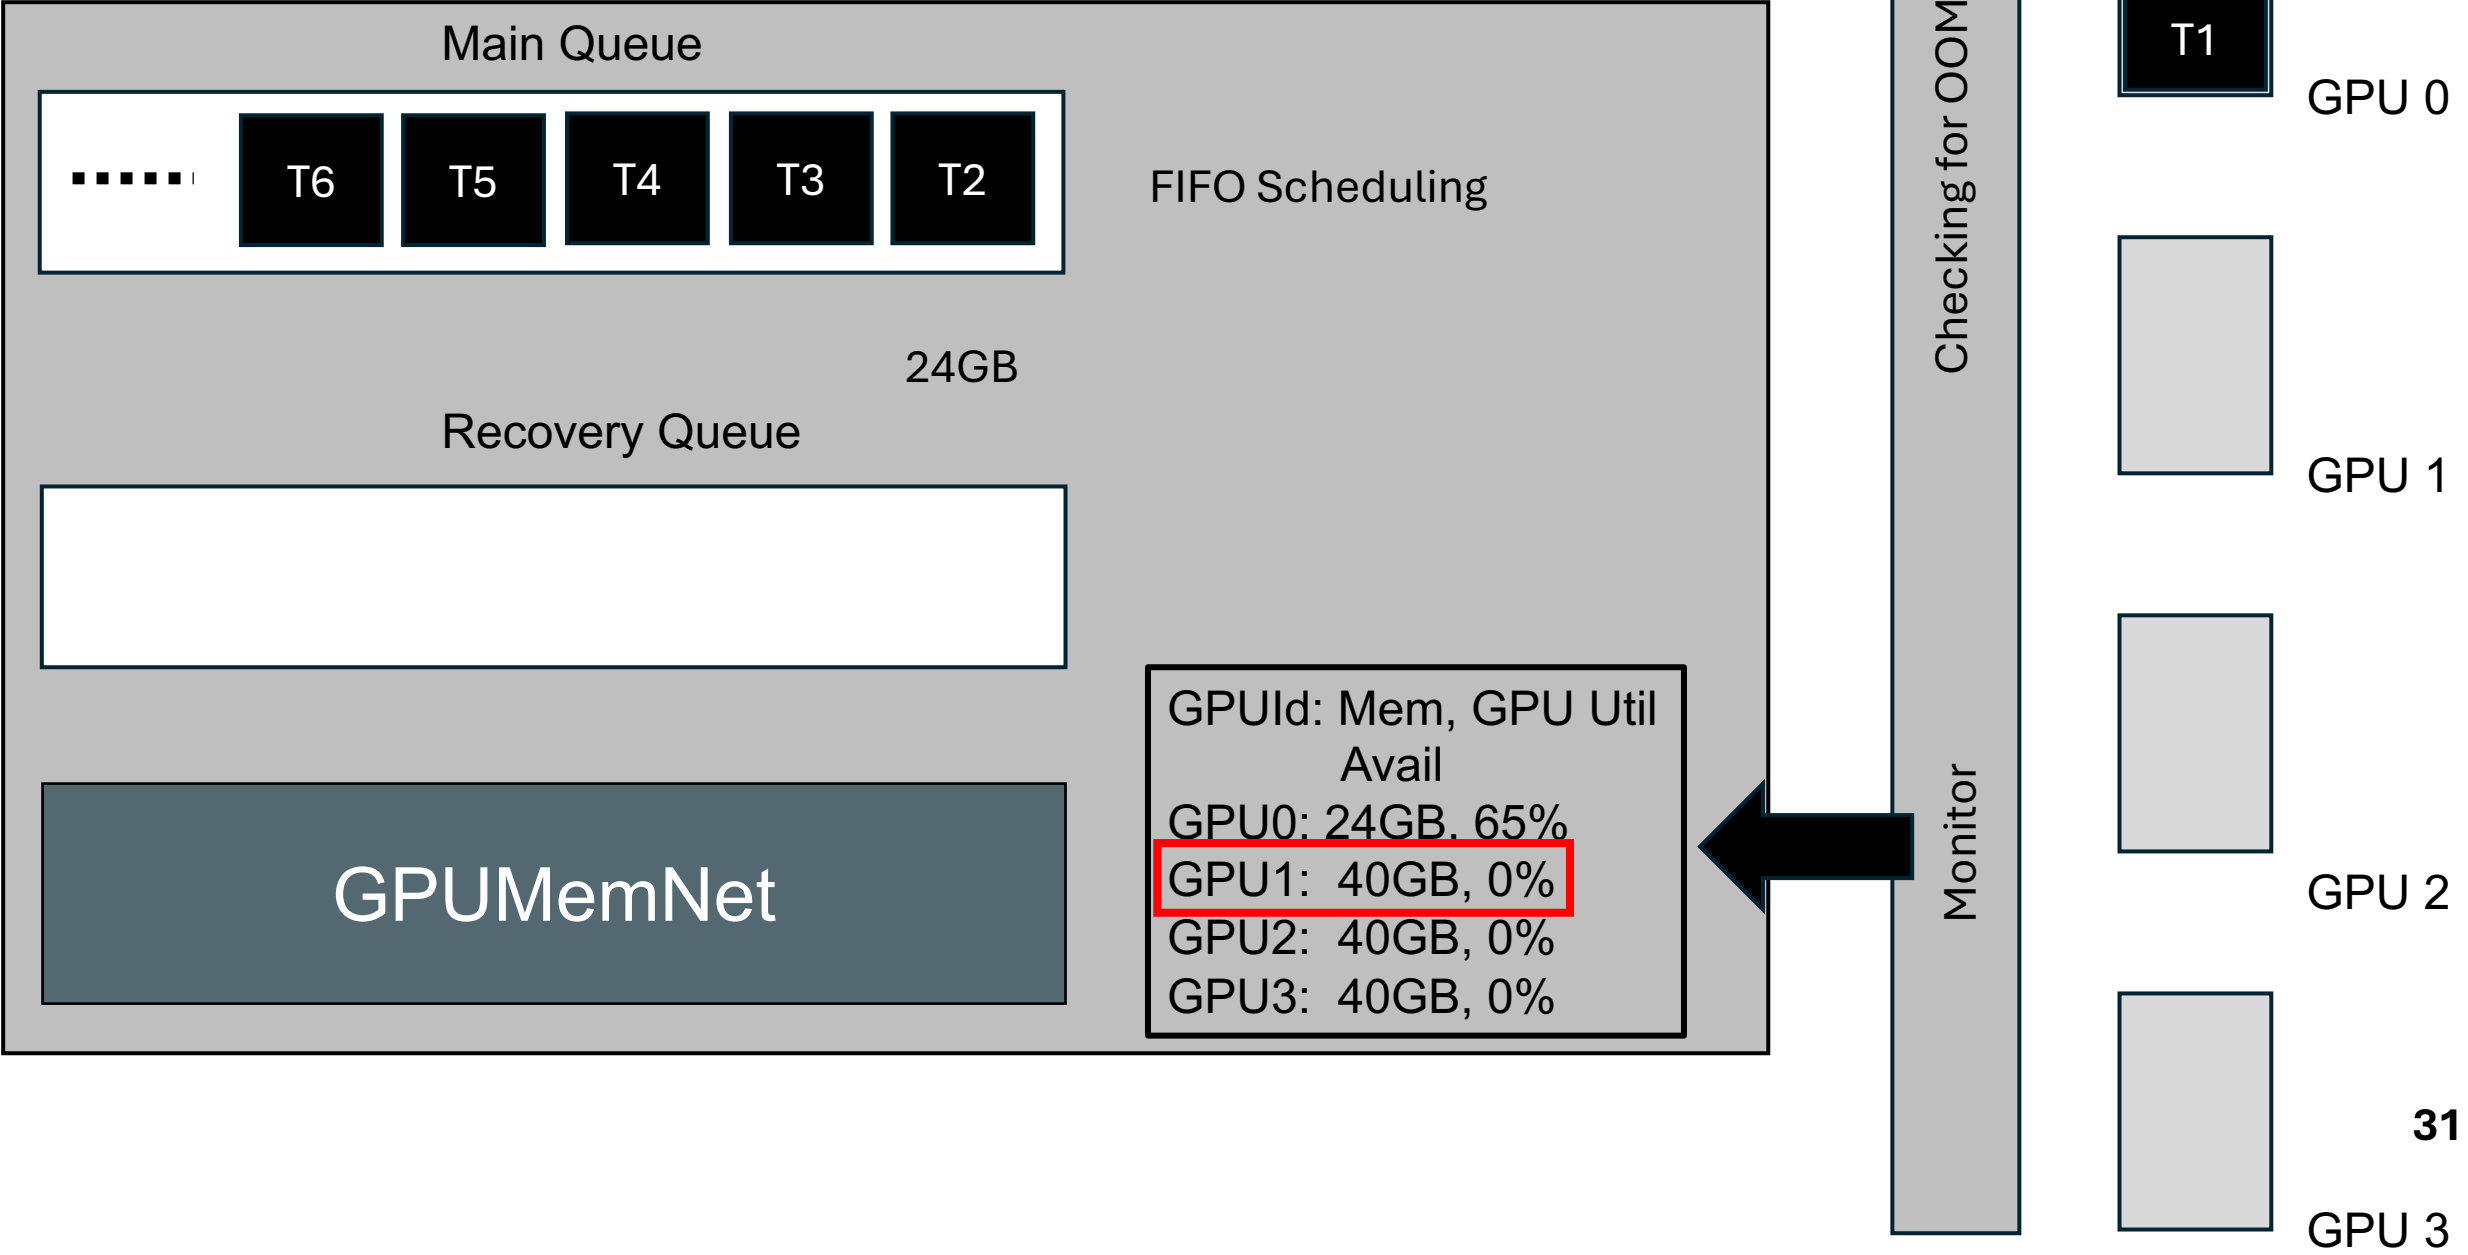 Main Queue
T6 T5 T4 T3 T2
FIFO Scheduling
24GB
Recovery Queue
GPUMemNet
GPUId: Mem, GPU Util
Avail
GPU0: 24GB, 65%
GPU1: 40GB, 0%
GPU2: 40GB, 0%
GPU3: 40GB, 0%
Checking for OOM
Monitor
T1
GPU 0
GPU 1
GPU 2
GPU 3
31